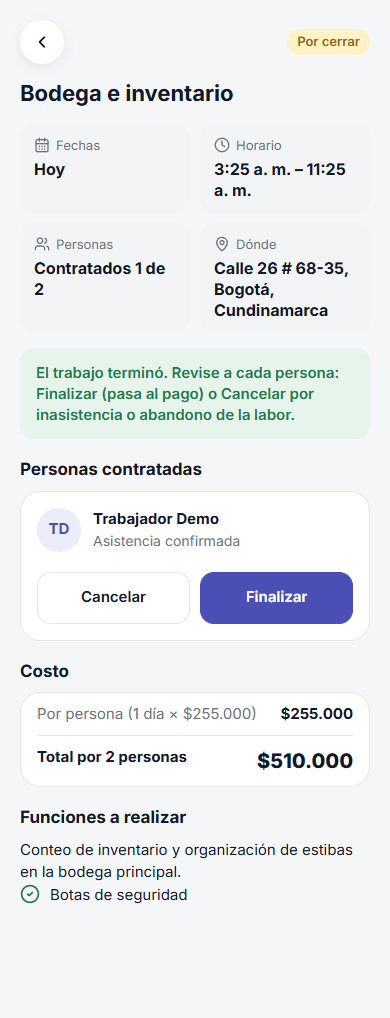 Por cerrar
Bodega e inventario
Fechas
Hoy
Horario
3:25 a. m. – 11:25
a. m.
Personas
Contratados 1 de
2
Dónde
Calle 26 # 68-35,
Bogotá,
Cundinamarca
El trabajo terminó. Revise a cada persona:
Finalizar (pasa al pago) o Cancelar por
inasistencia o abandono de la labor.
Personas contratadas
TD
Trabajador Demo
Asistencia confirmada
Cancelar
Finalizar
Costo
Por persona (1 día × $255.000) $255.000
Total por 2 personas $510.000
Funciones a realizar
Conteo de inventario y organización de estibas
en la bodega principal.
Botas de seguridad